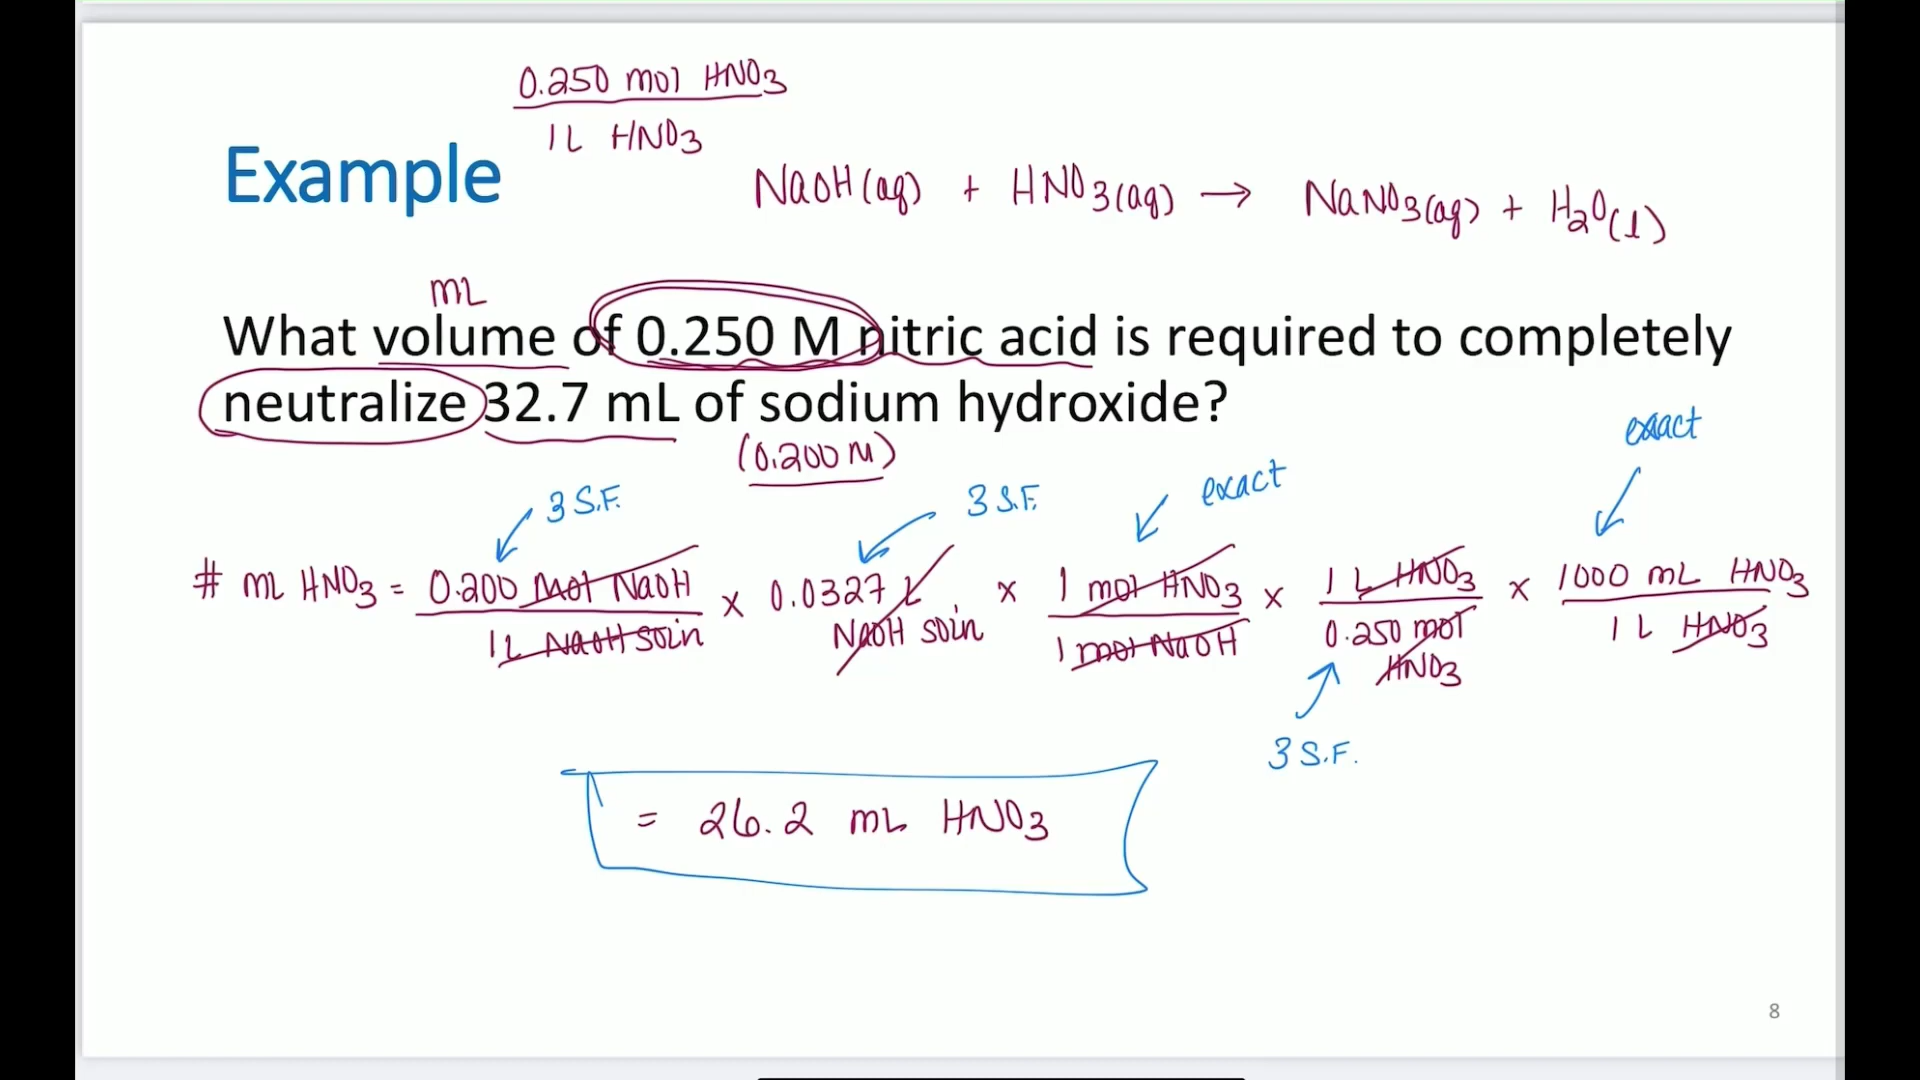 0.250 mol HNO3
1L HNO3
Example
NaOH(aq) + HNO3(aq) → NaNO3(aq) + H2O(l)
mL
What volume of 0.250 M nitric acid is required to completely
neutralize 32.7 mL of sodium hydroxide?
(0.200 M)
exact
3 S.F.
3 S.F.
exact
# mL HNO3 = 0.200 mol NaOH x 0.0327 L x 1 mol HNO3 x 1 L HNO3 x 1000 mL HNO3
1L NaOH soln NaOH soln 1 mol NaOH 0.250 mol HNO3 1 L HNO3
3 S.F.
= 26.2 mL HNO3
8